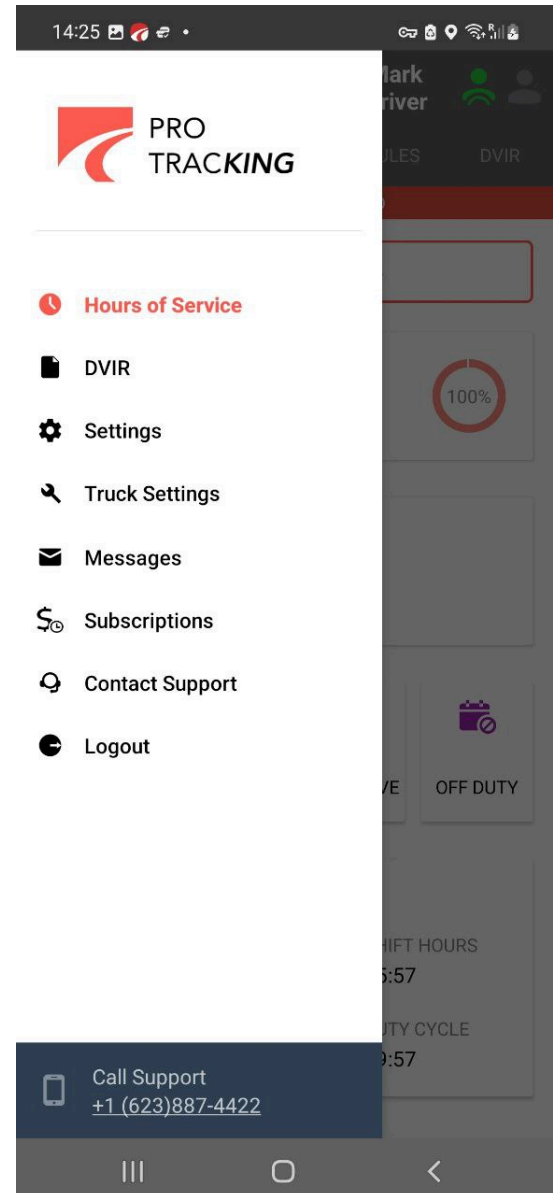 14:25
PRO
TRACKING
Hours of Service
DVIR
Settings
Truck Settings
Messages
Subscriptions
Contact Support
Logout
Call Support
+1 (623)887-4422
DVIR
100%
OFF DUTY